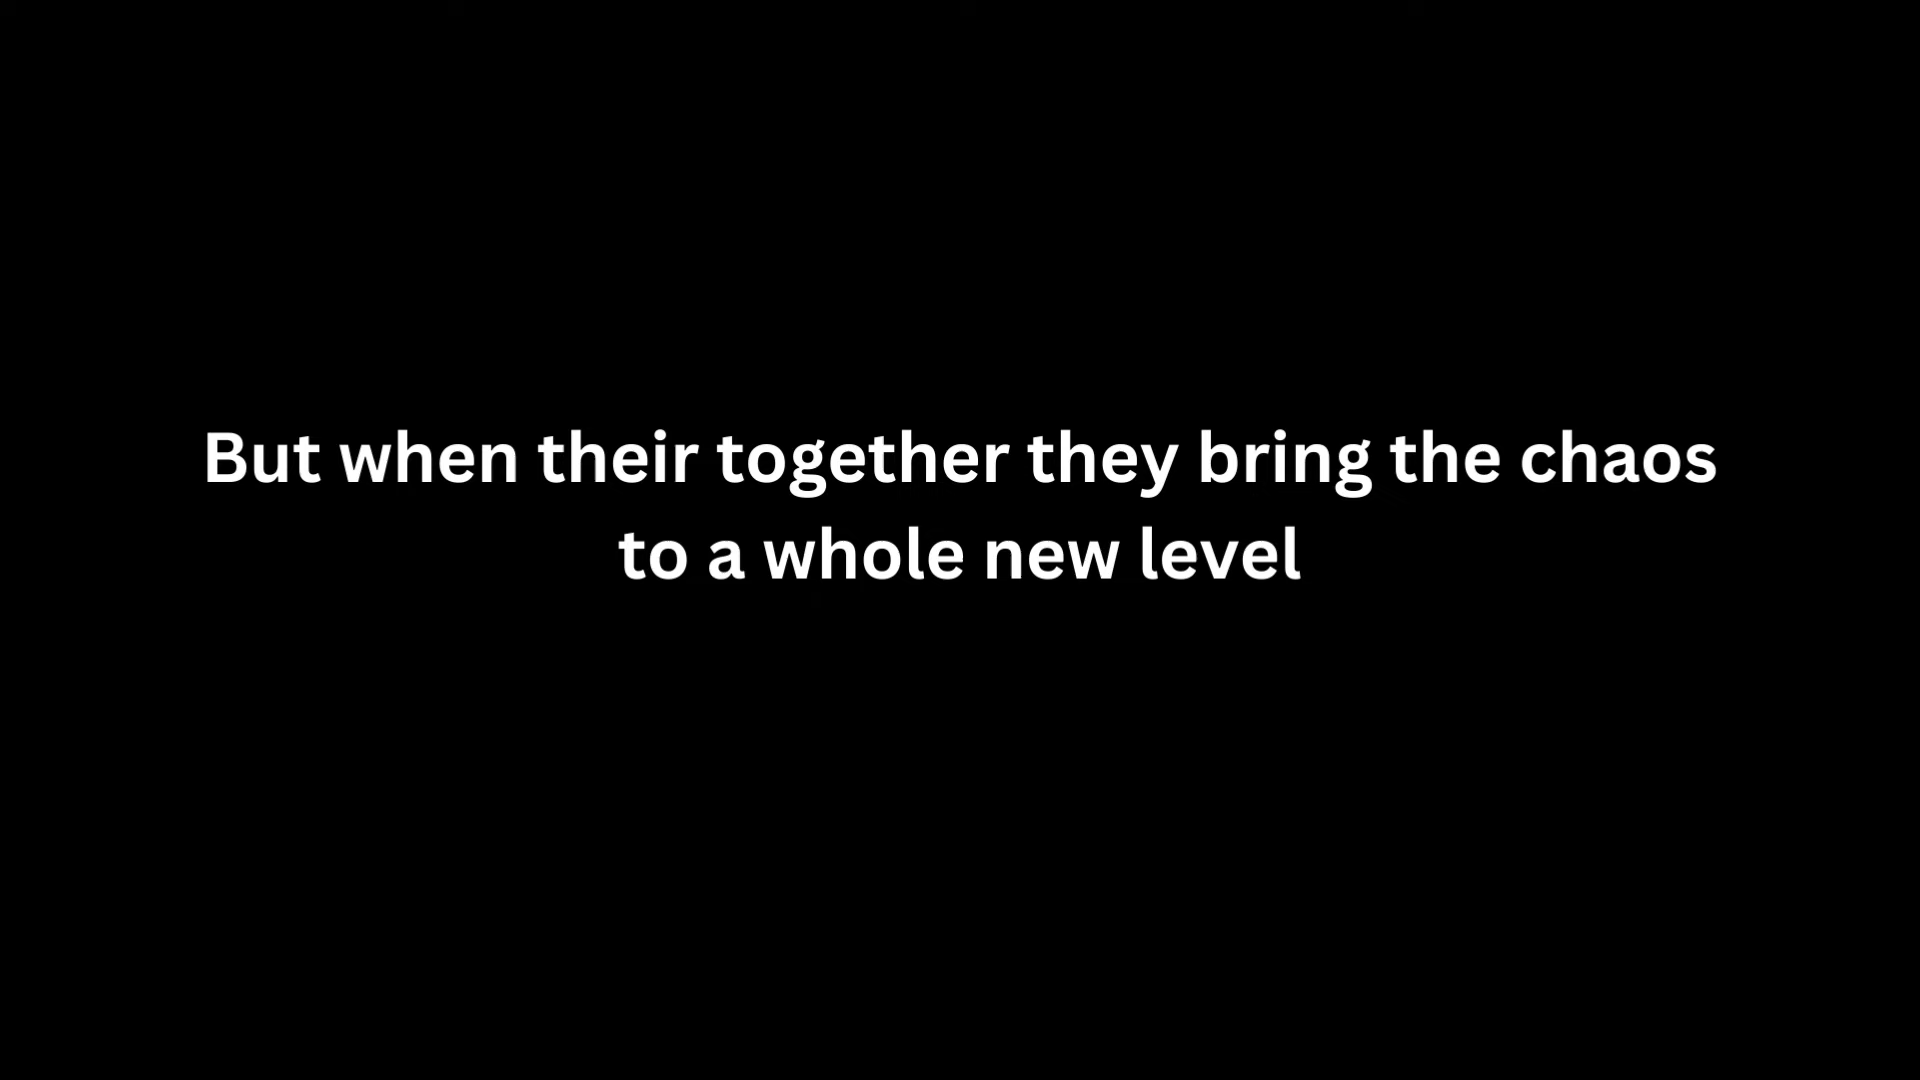 But when their together they bring the chaos
to a whole new level